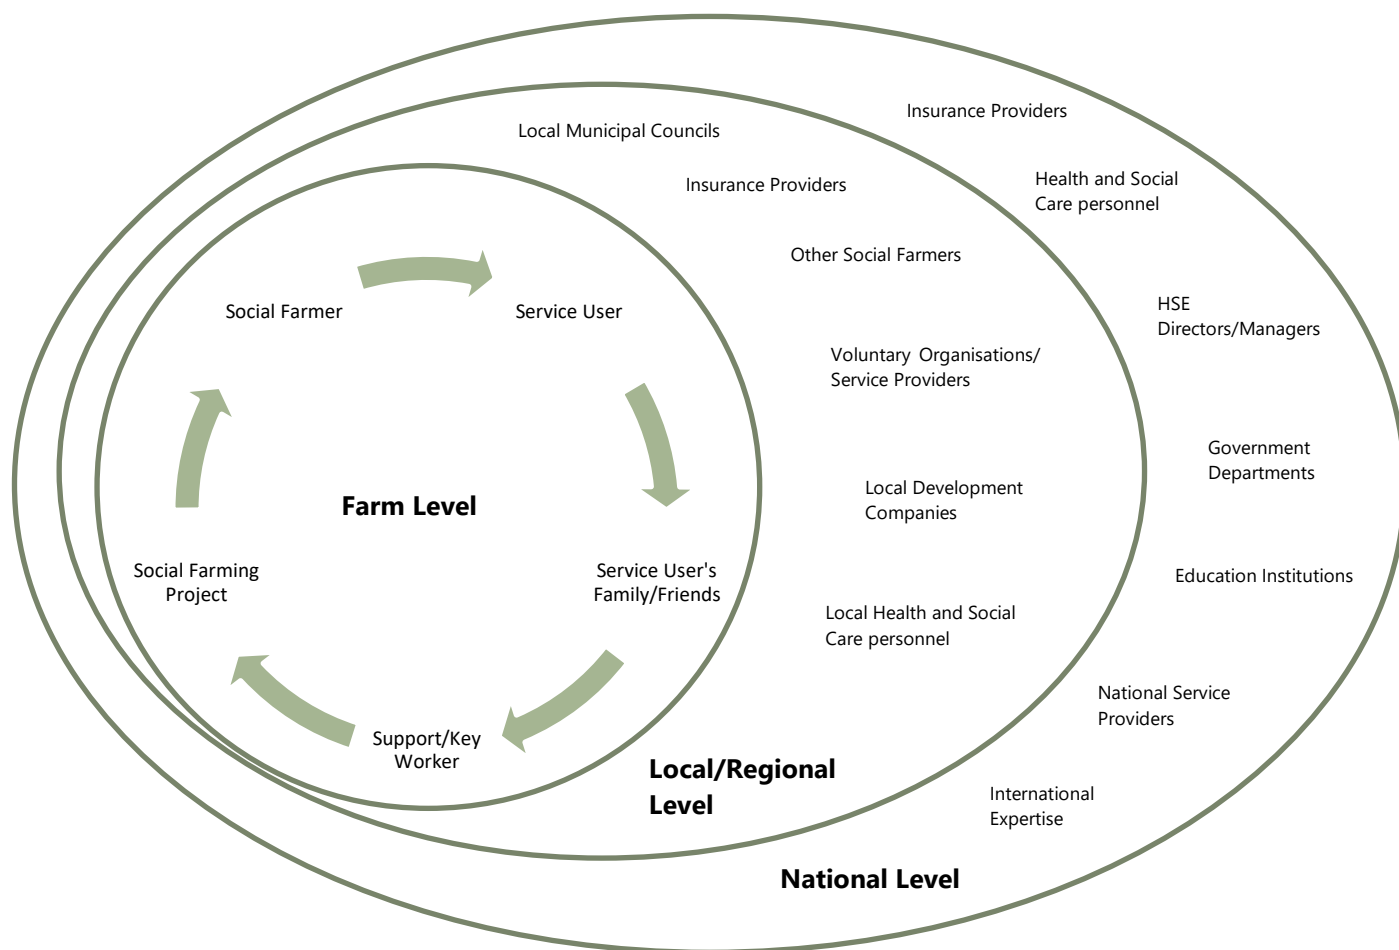 Insurance Providers
Local Municipal Councils
Health and Social
Care personnel
Insurance Providers
Other Social Farmers
Social Farmer
Service User
HSE
Directors/Managers
Voluntary Organisations/
Service Providers
Government
Departments
Farm Level
Local Development
Companies
Social Farming
Project
Service User's
Family/Friends
Education Institutions
Local Health and Social
Care personnel
National Service
Providers
Support/Key
Worker
Local/Regional
Level
International
Expertise
National Level